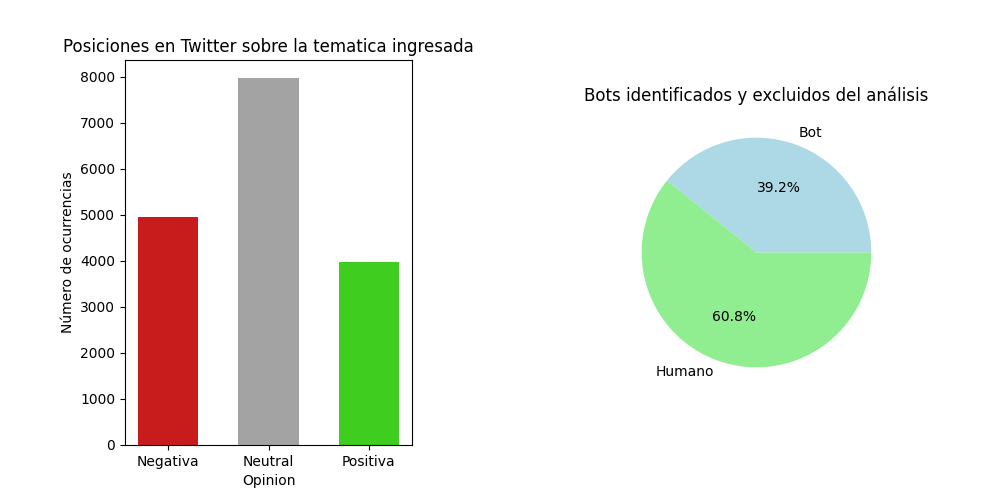 Posiciones en Twitter sobre la tematica ingresada
Número de ocurrencias
8000
7000
6000
5000
4000
3000
2000
1000
0
Negativa
Neutral
Positiva
Opinion
Bots identificados y excluidos del análisis
Bot
39.2%
60.8%
Humano